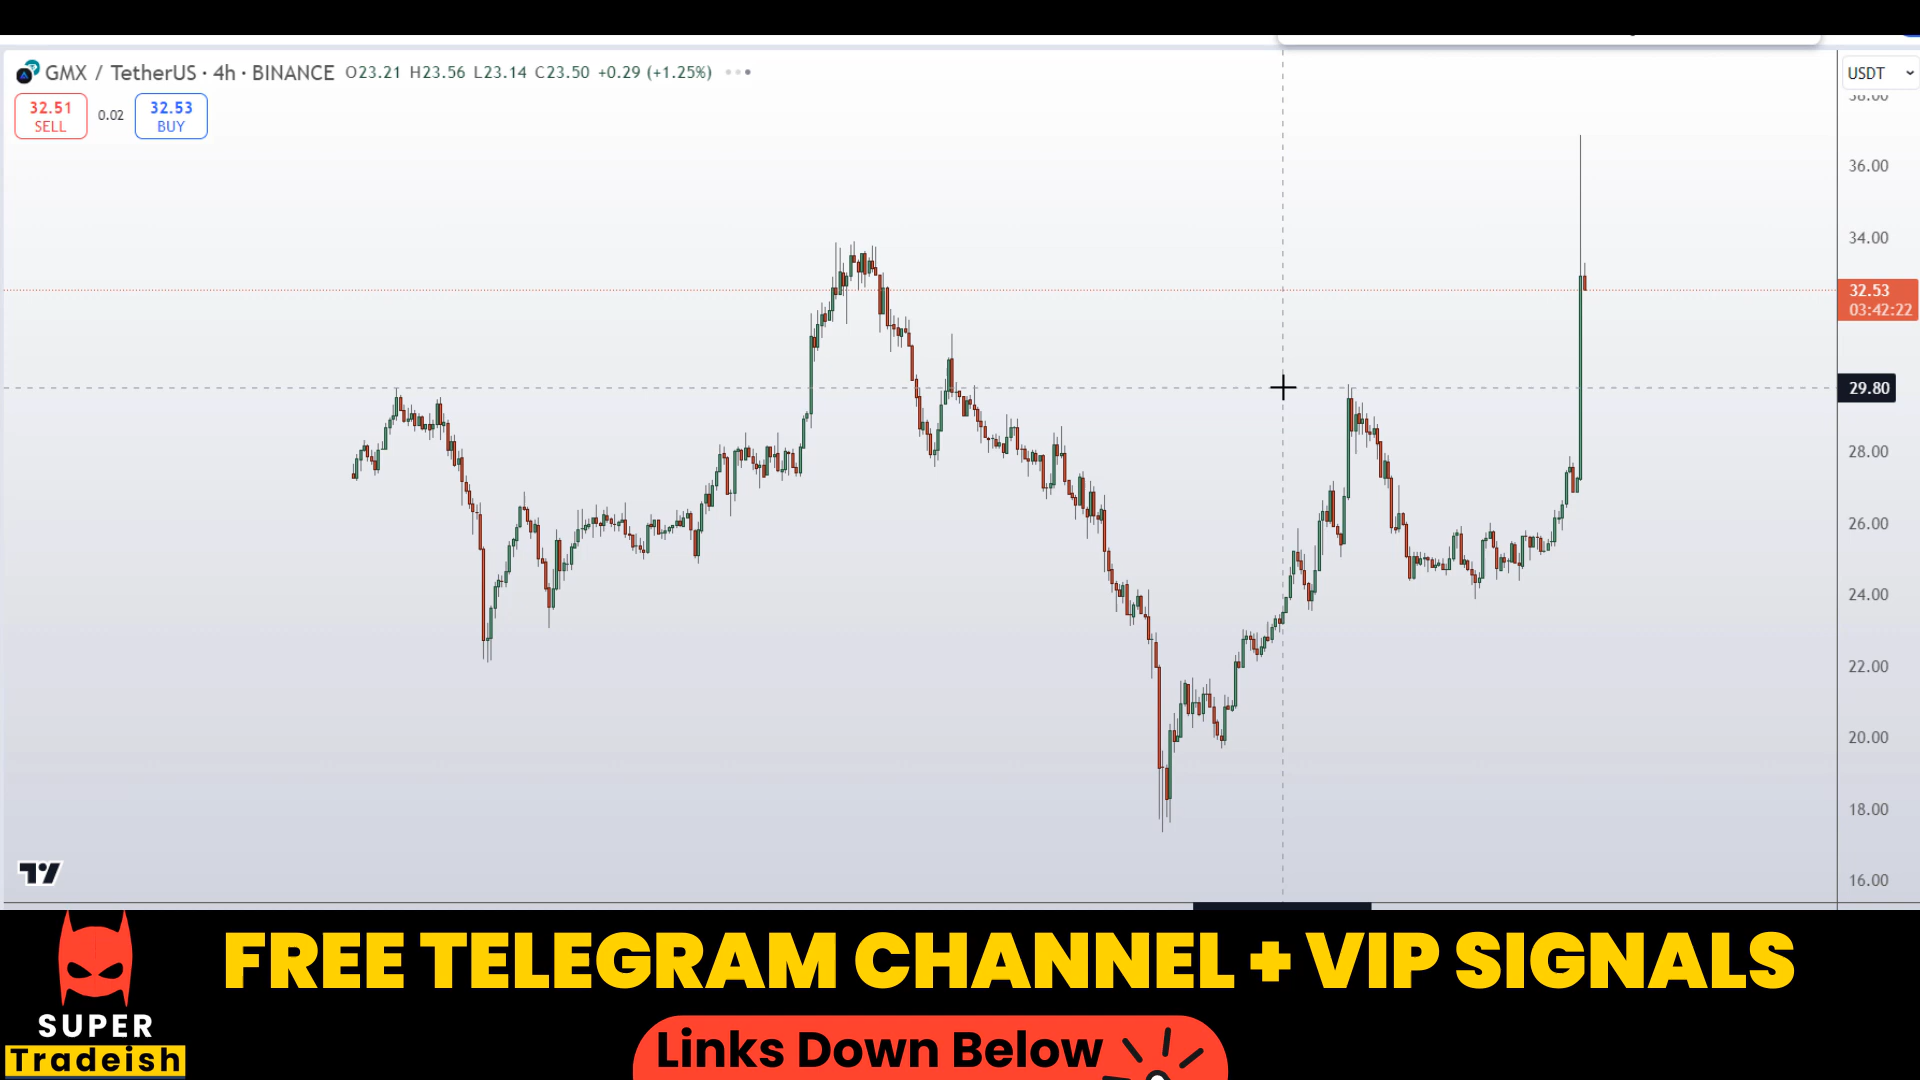 GMX / TetherUS · 4h · BINANCE O23.21 H23.56 L23.14 C23.50 +0.29 (+1.25%)
USDT
32.51
SELL
0.02
32.53
BUY
38.00
36.00
34.00
32.53
03:42:22
29.80
28.00
26.00
24.00
22.00
20.00
18.00
16.00
FREE TELEGRAM CHANNEL + VIP SIGNALS
SUPER
Tradeish
Links Down Below